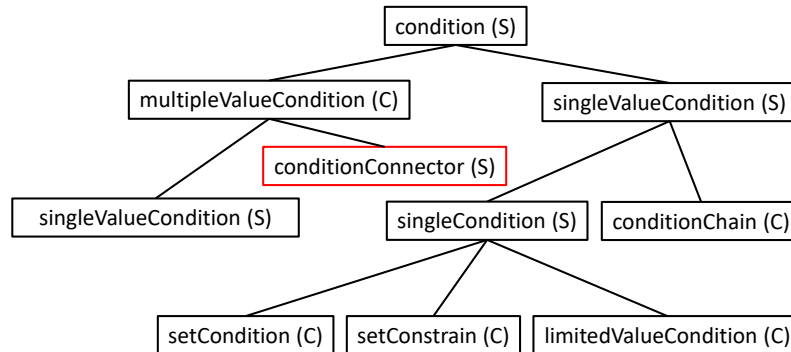 condition (S)
multipleValueCondition (C)
singleValueCondition (S)
conditionConnector (S)
singleValueCondition (S)
singleCondition (S)
conditionChain (C)
setCondition (C)
setConstrain (C)
limitedValueCondition (C)